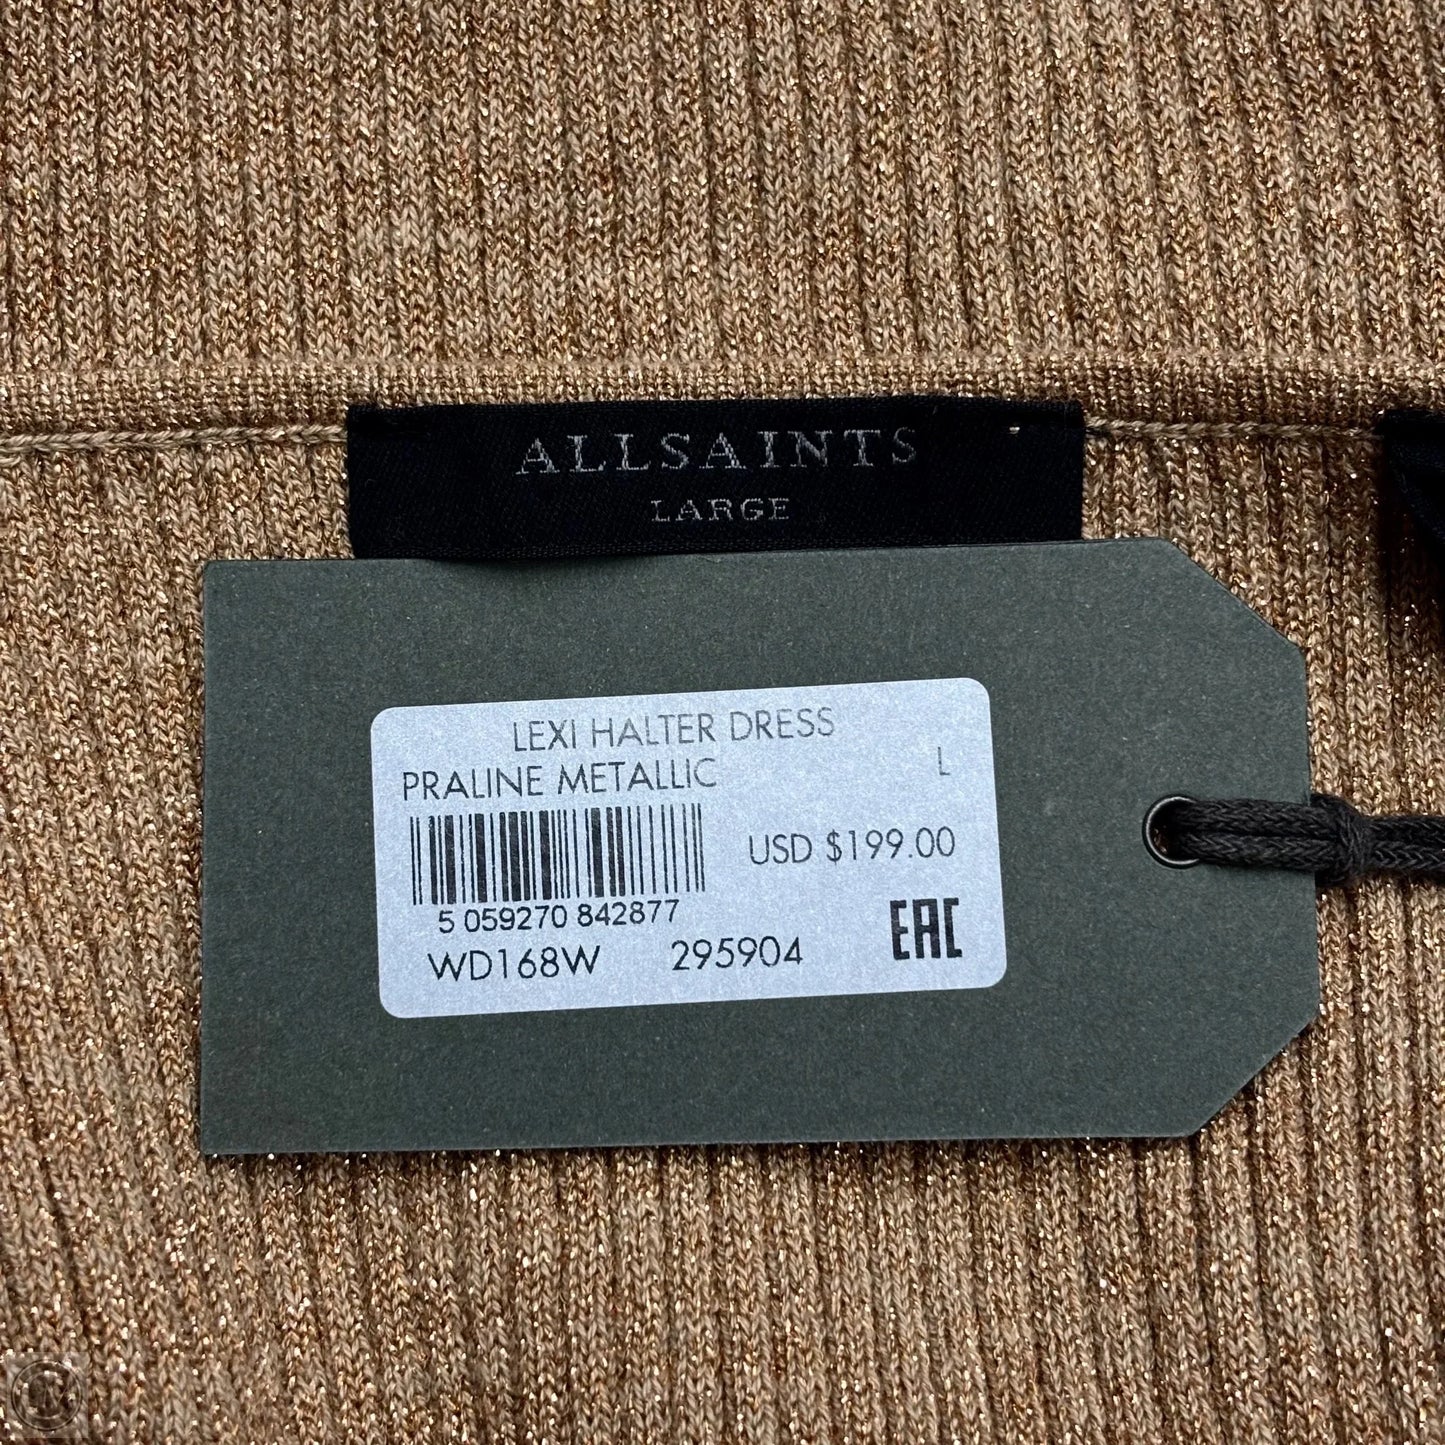 ALLSAINTS
LARGE
LEXI HALTER DRESS
PRALINE METALLIC L
USD $199.00
5 059270 842877
WD168W 295904
EAC